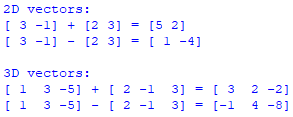 2D vectors:
[ 3 -1] + [2 3] = [5 2]
[ 3 -1] - [2 3] = [ 1 -4]
3D vectors:
[ 1  3 -5] + [ 2 -1  3] = [ 3  2 -2]
[ 1  3 -5] - [ 2 -1  3] = [-1  4 -8]